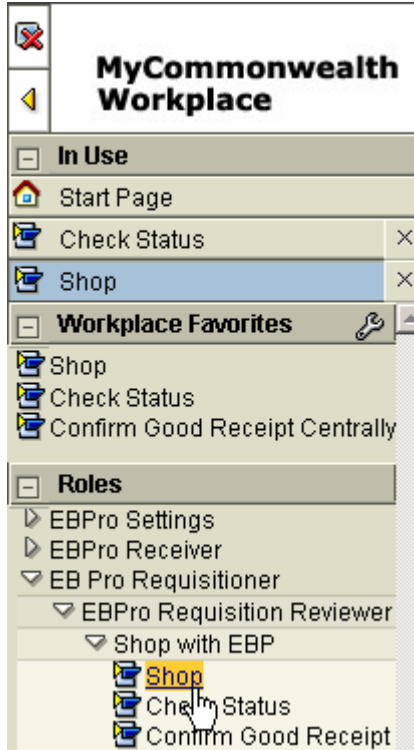 MyCommonwealth
Workplace
In Use
Start Page
Check Status
Shop
Workplace Favorites
Shop
Check Status
Confirm Good Receipt Centrally
Roles
EBPro Settings
EBPro Receiver
EB Pro Requisitioner
EBPro Requisition Reviewer
Shop with EBP
Shop
Check Status
Confirm Good Receipt